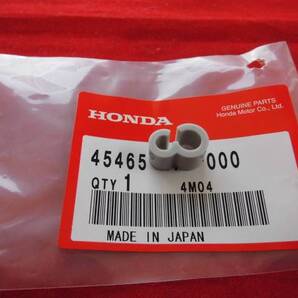 GENUINE PARTS
HONDA
Honda Motor Co., Ltd.
45465 000
QTY 1 4M04
MADE IN JAPAN